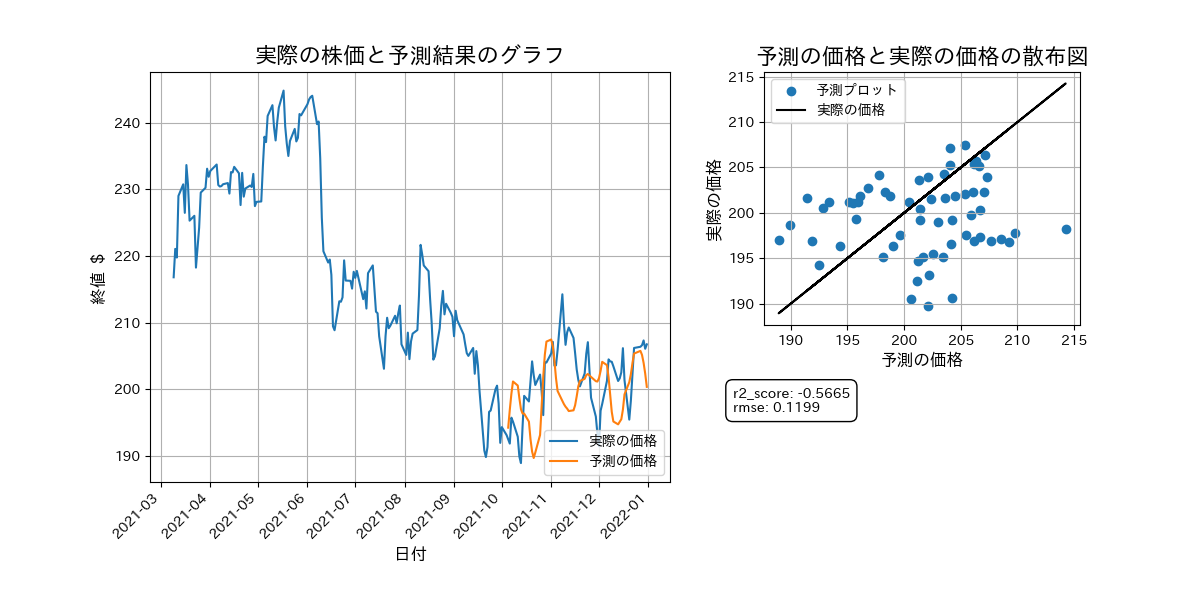 実際の株価と予測結果のグラフ
終値 $
240
230
220
210
200
190
2021-03
2021-04
2021-05
2021-06
2021-07
2021-08
2021-09
2021-10
2021-11
2021-12
2022-01
日付
実際の価格
予測の価格
予測の価格と実際の価格の散布図
実際の価格
215
210
205
200
195
190
190
195
200
205
210
215
予測の価格
予測プロット
実際の価格
r2_score: -0.5665
rmse: 0.1199